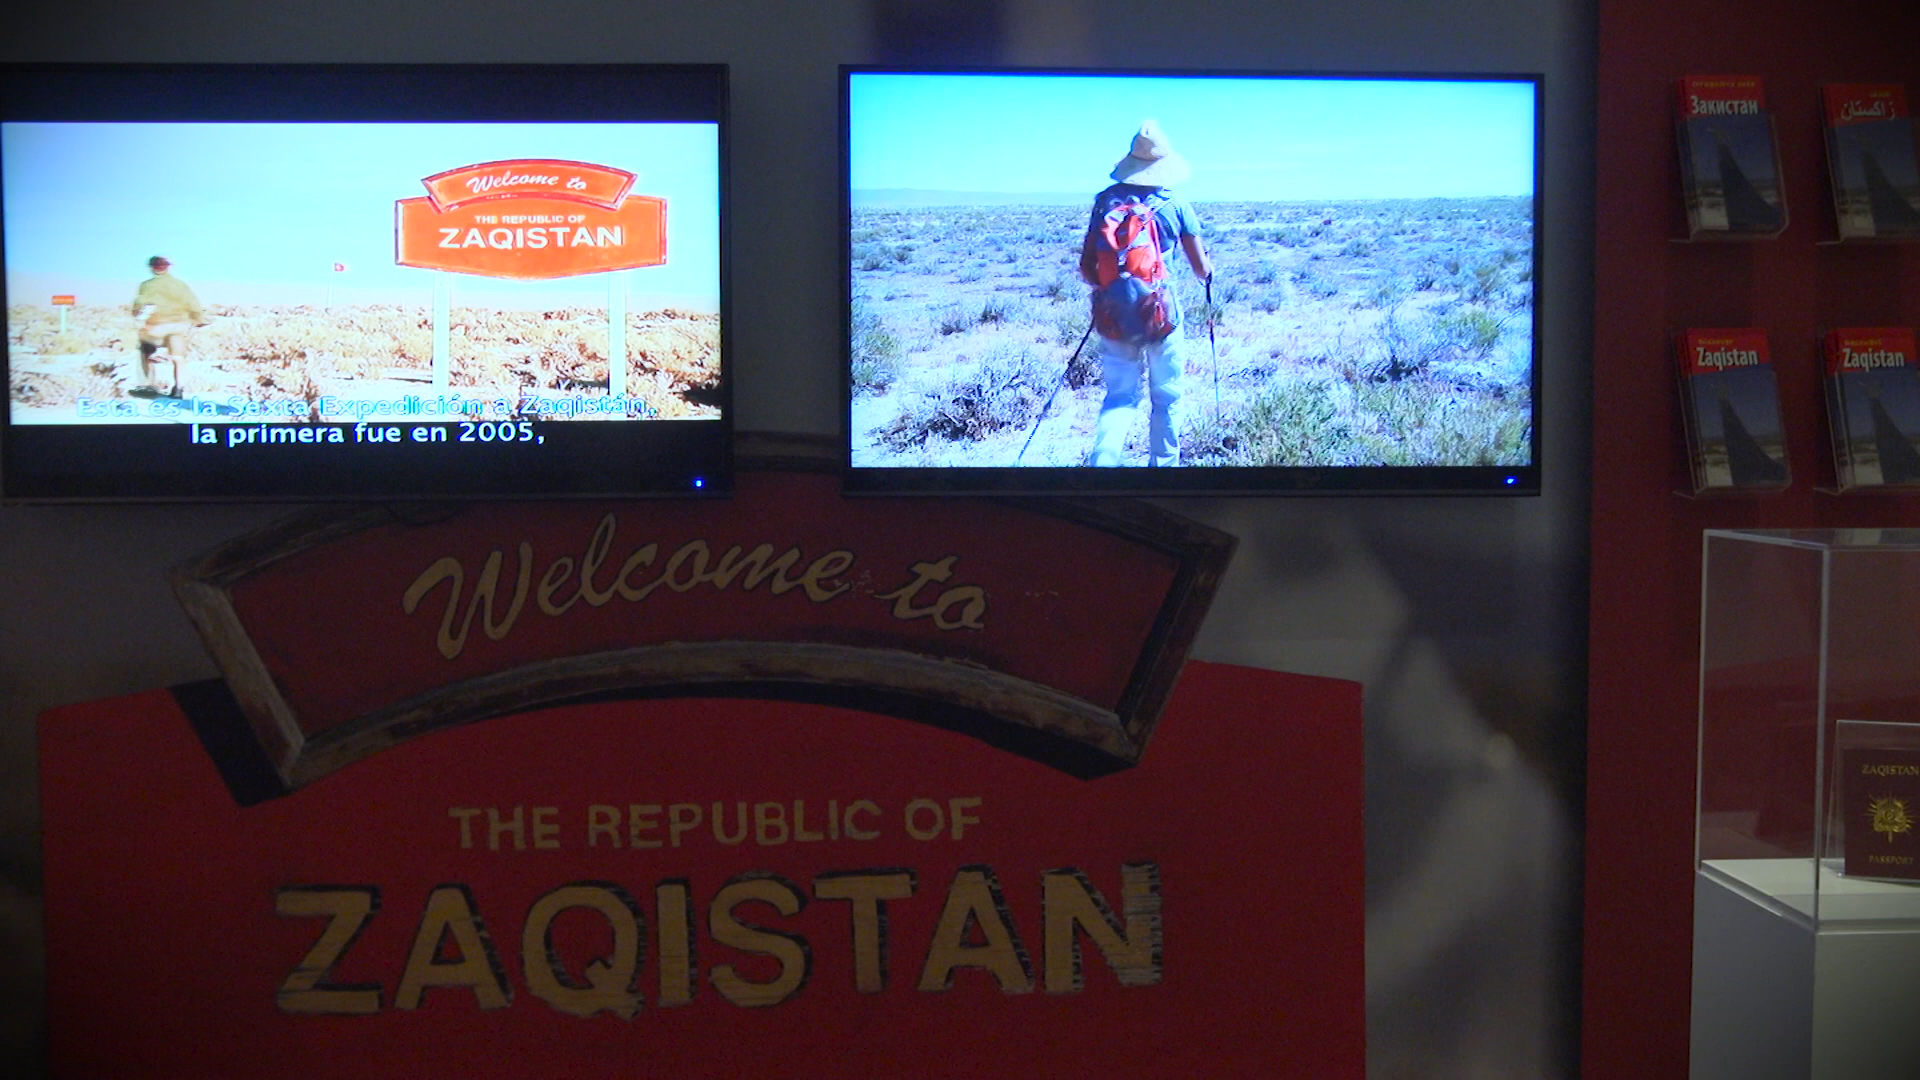 Welcome to
THE REPUBLIC OF
ZAQISTAN
Esta es la Sexta Expedición a Zaqistán,
la primera fue en 2005,
Welcome to
THE REPUBLIC OF
ZAQISTAN
Закистан
زاكستان
Zaqistan
Zaqistan
ZAQISTAN
PASSPORT